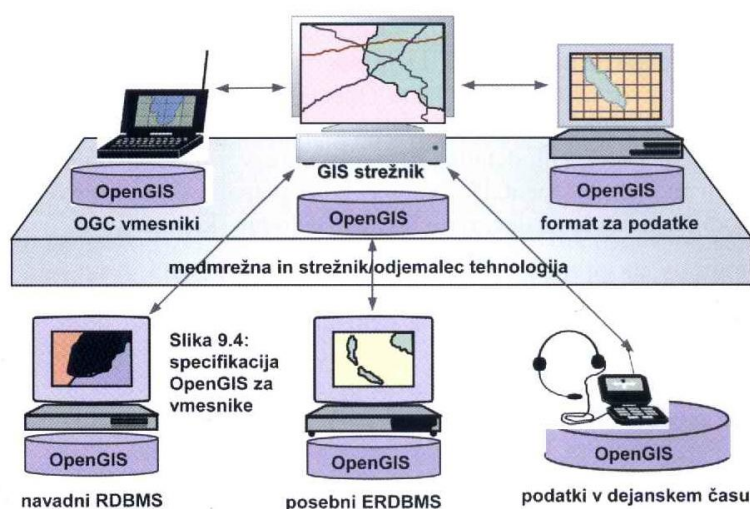 OpenGIS
OGC vmesniki
GIS strežnik
OpenGIS
OpenGIS
format za podatke
medmrežna in strežnik/odjemalec tehnologija
Slika 9.4:
specifikacija
OpenGIS za
vmesnike
OpenGIS
navadni RDBMS
OpenGIS
posebni ERDBMS
OpenGIS
podatki v dejanskem času